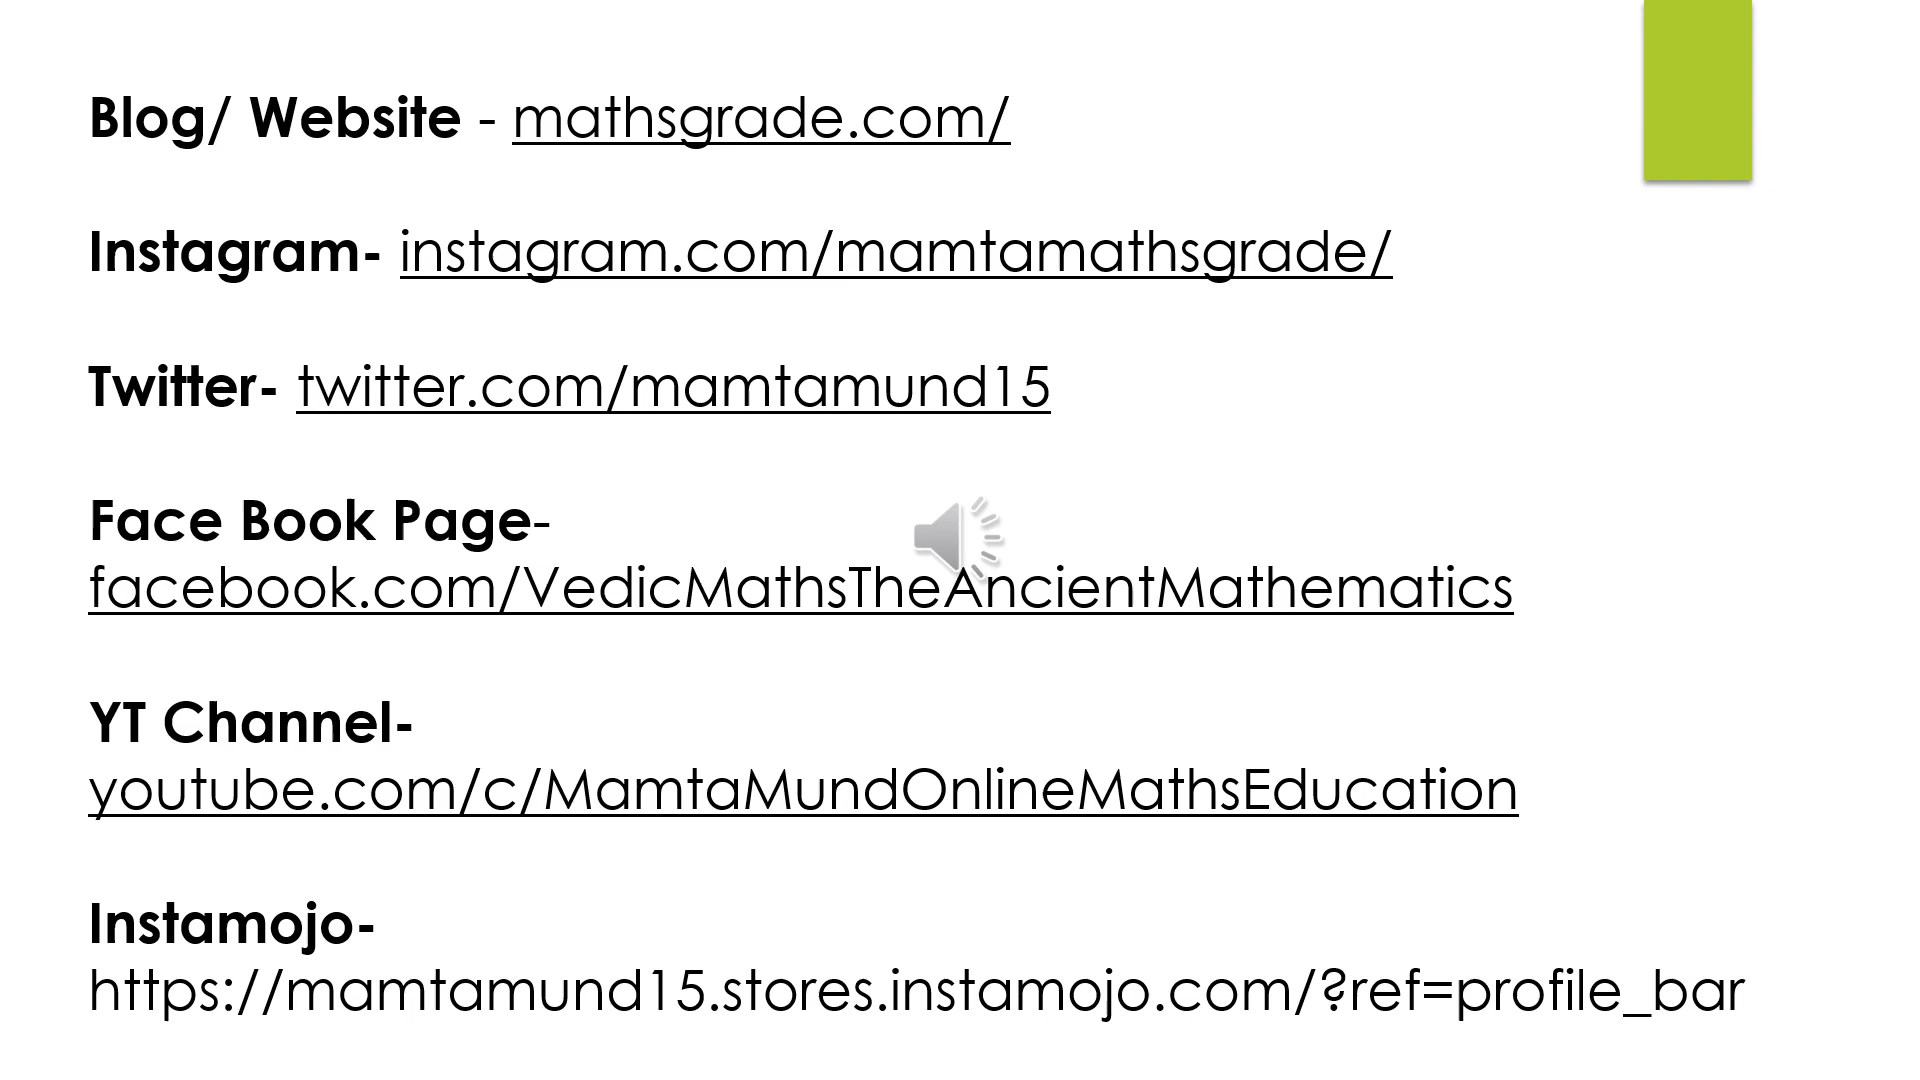 Blog/ Website - mathsgrade.com/
Instagram- instagram.com/mamtamathsgrade/
Twitter- twitter.com/mamtamund15
Face Book Page-
facebook.com/VedicMathsTheAncientMathematics
YT Channel-
youtube.com/c/MamtaMundOnlineMathsEducation
Instamojo-
https://mamtamund15.stores.instamojo.com/?ref=profile_bar